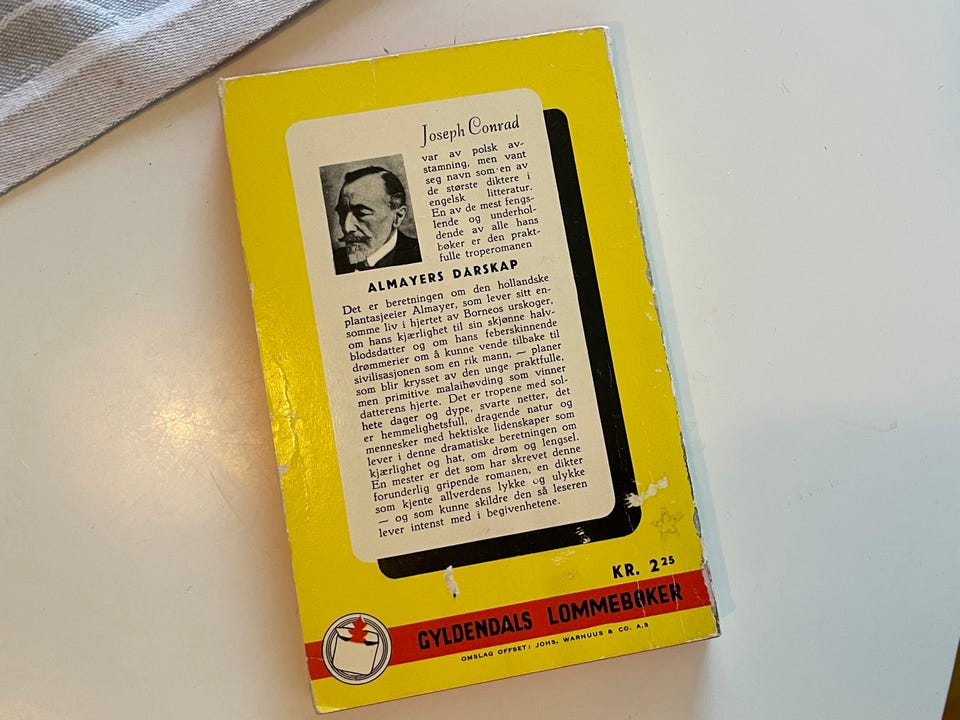 Joseph Conrad
var av polsk av-
stamning, men vant
seg navn som en av
de største diktere i
engelsk litteratur.
En av de mest fengs-
lende og underhol-
dende av alle hans
bøker er den prakt-
fulle troperomanen
ALMAYERS DÅRSKAP
Det er beretningen om den hollandske
plantasjeeier Almayer, som lever sitt en-
somme liv i hjertet av Borneos urskoger,
om hans kjærlighet til sin skjønne halv-
blodsdatter og om hans feberskinnende
drømmerier om å kunne vende tilbake til
sivilisasjonen som en rik mann, — planer
som blir krysset av den unge praktfulle,
men primitive malaihøvding som vinner
datterens hjerte. Det er tropene med sol-
hete dager og dype, svarte netter, det
er hemmelighetsfull, dragende natur og
mennesker med hektiske lidenskaper som
lever i denne dramatiske beretning om
kjærlighet og hat, om drøm og lengsel.
En mester er det som har skrevet denne
forunderlig gripende romanen, en dikter
som kjente allverdens lykke og ulykke
— og som kunne skildre den så leseren
lever intenst med i begivenhetene.
KR. 2 25
GYLDENDALS LOMMEBØKER
OMSLAG OFFSET: JOHS. WARHUUS & CO. A.S